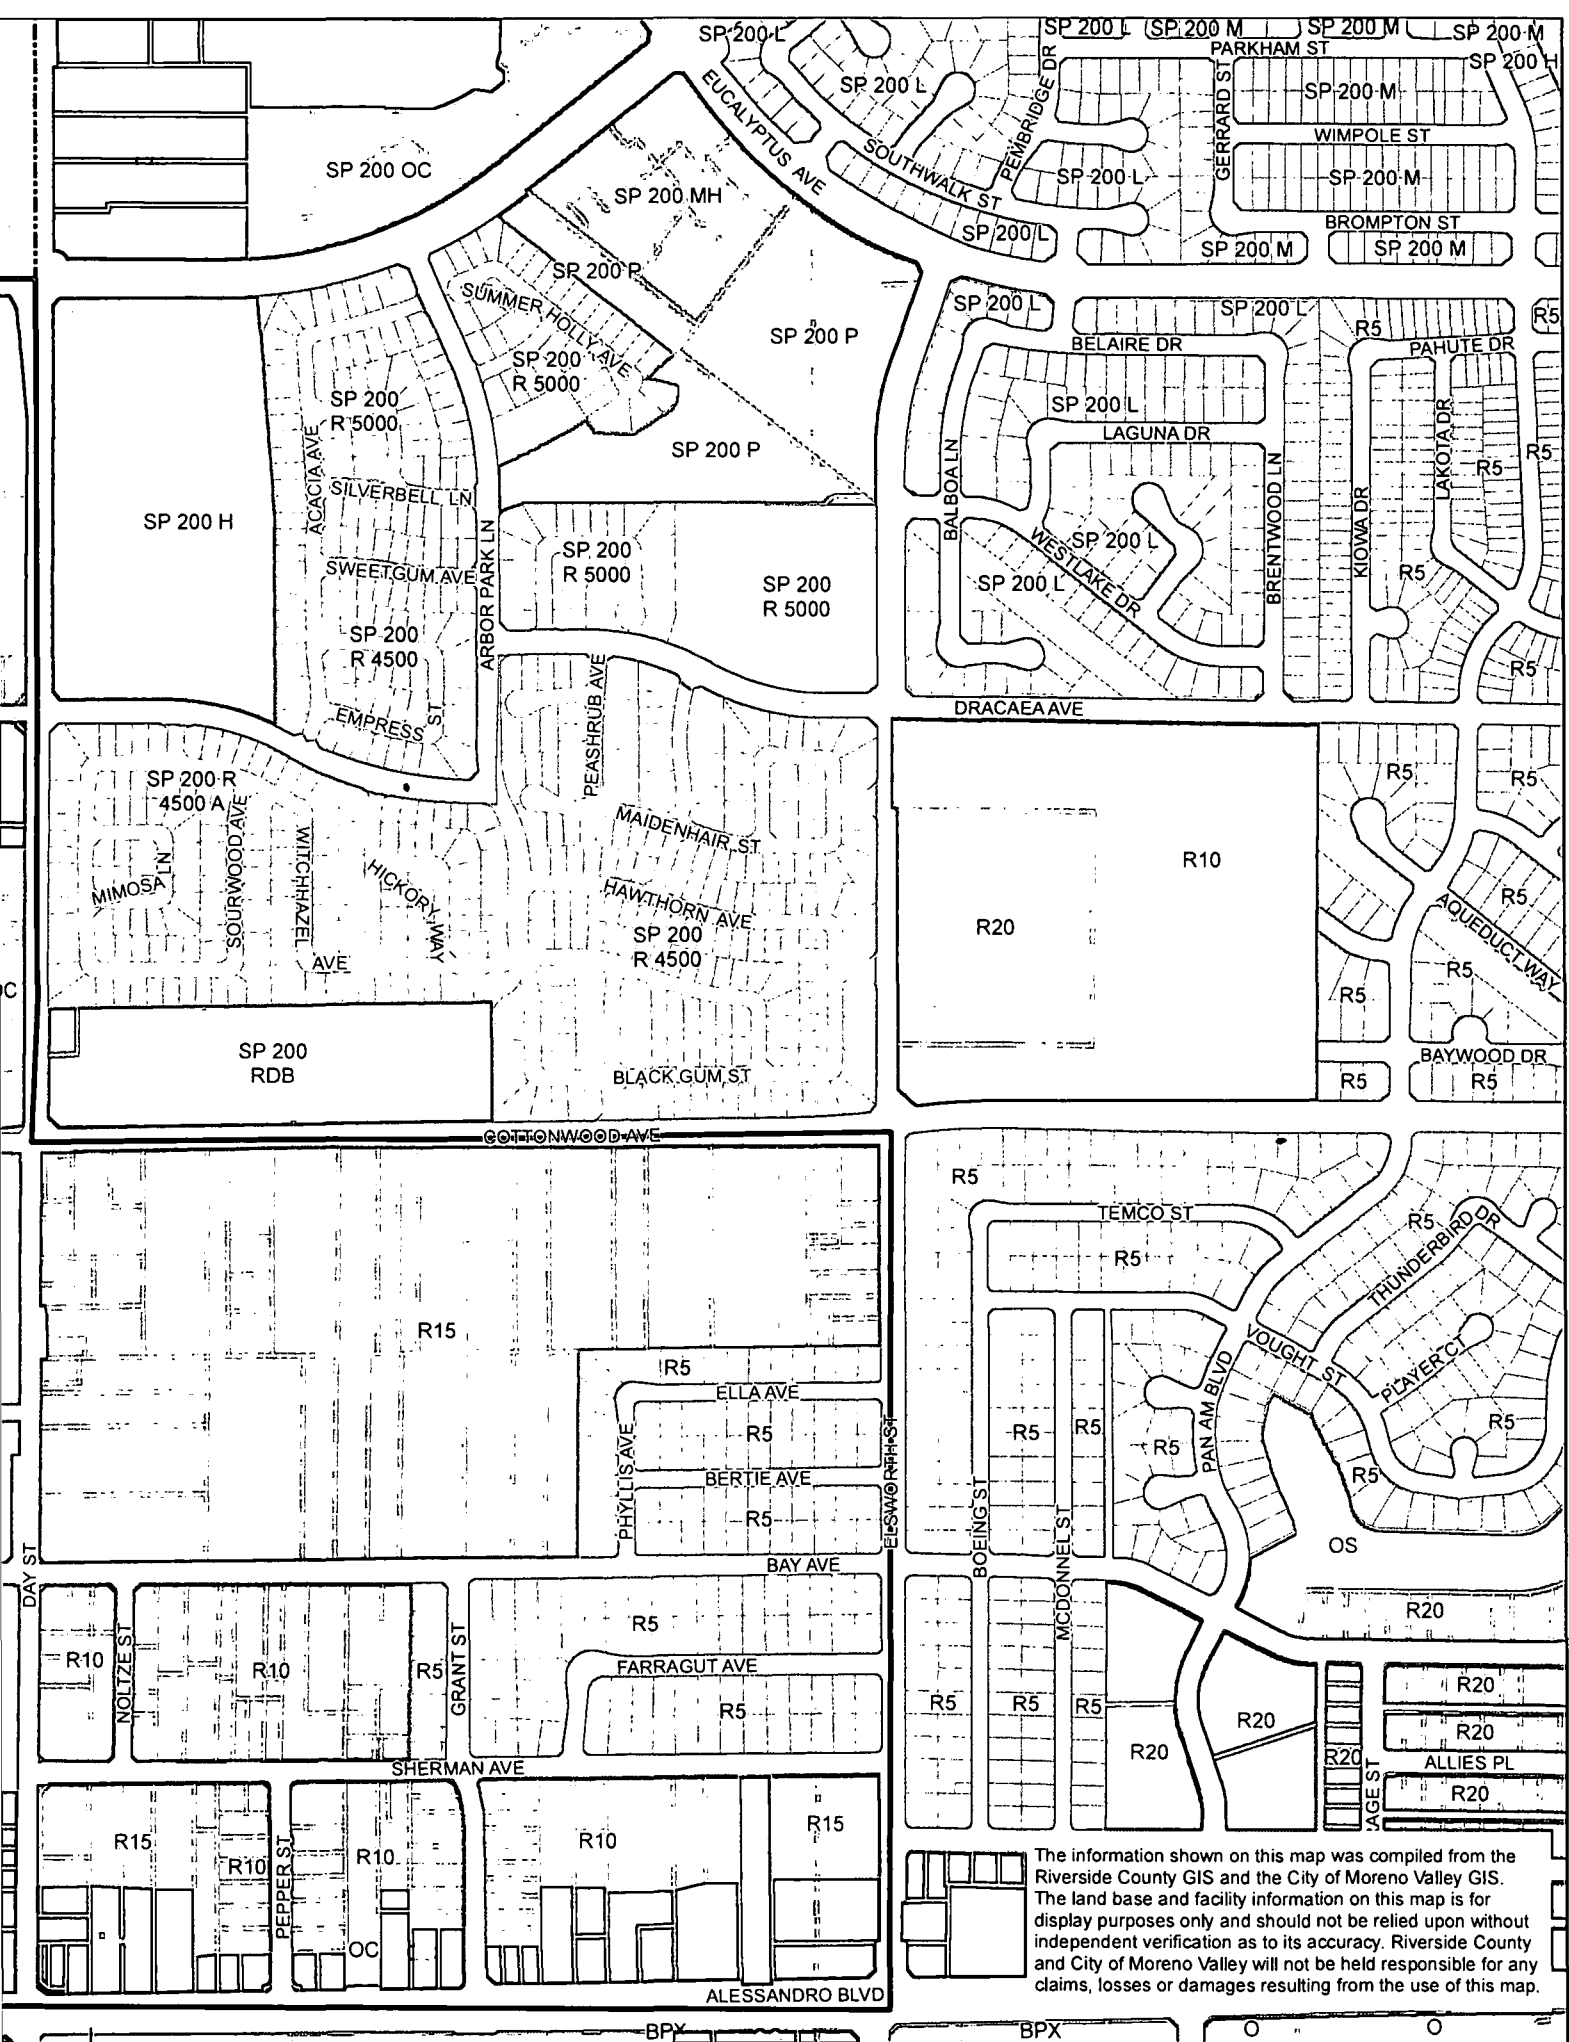 SP 200 L
SP 200 L
SP 200 M
SP 200 M
SP 200 M
PARKHAM ST
SP 200 H
SP 200 L
SP 200 M
EUCALYPTUS AVE
PEMBRIDGE DR
GERRARD ST
WIMPOLE ST
SP 200 OC
SOUTHWALK ST
SP 200 L
SP 200 M
SP 200 MH
BROMPTON ST
SP 200 L
SP 200 M
SP 200 M
SP 200 P
SUMMER HOLLY AVE
SP 200 L
SP 200 L
R5
R5
SP 200 P
BELAIRE DR
PAHUTE DR
SP 200
R 5000
SP 200
R 5000
SP 200 L
LAGUNA DR
LAKOTA DR
ACACIA AVE
SP 200 P
BALBOA LN
BRENTWOOD LN
KIOWA DR
R5
R5
SILVERBELL LN
SP 200 H
ARBOR PARK LN
WESTLAKE DR
SP 200 L
SP 200
R 5000
SWEETGUM AVE
SP 200
R 5000
SP 200 L
R5
SP 200
R 4500
PEASHRUB AVE
R5
EMPRESS ST
DRACAEA AVE
SP 200 R
4500 A
R5
R5
SOURWOOD AVE
MAIDENHAIR ST
WITCHHAZEL
AVE
MIMOSA LN
HICKORY WAY
R10
HAWTHORN AVE
R5
AQUEDUCT WAY
R20
SP 200
R 4500
R5
OC
R5
SP 200
RDB
BLACK GUM ST
BAYWOOD DR
R5
R5
COTTONWOOD AVE
R5
TEMCO ST
R5
THUNDERBIRD DR
R5
R15
VOUGHT ST
R5
PAN AM BLVD
PLAYER CT
ELLA AVE
R5
R5
R5
R5
R5
R5
PHYLLIS AVE
BERTIE AVE
ELSWORTH ST
R5
BOEING ST
MCDONNEL ST
OS
DAY ST
BAY AVE
R5
R20
R10
NOLTZE ST
R10
R5
GRANT ST
FARRAGUT AVE
R5
R5
R5
R5
R20
R20
R20
R20
R20
ALLIES PL
AGE ST
R20
SHERMAN AVE
R15
R10
PEPPER ST
R10
R10
R15
OC
The information shown on this map was compiled from the
Riverside County GIS and the City of Moreno Valley GIS.
The land base and facility information on this map is for
display purposes only and should not be relied upon without
independent verification as to its accuracy. Riverside County
and City of Moreno Valley will not be held responsible for any
claims, losses or damages resulting from the use of this map.
ALESSANDRO BLVD
BPX
BPX
O
O